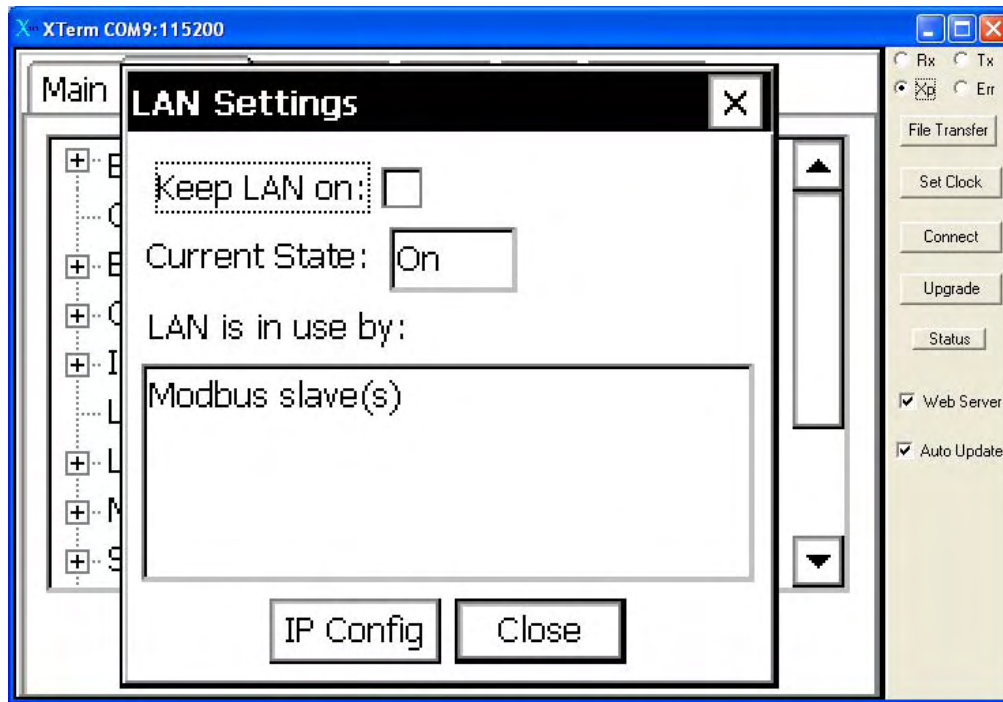 XTerm COM9:115200
Main
LAN Settings
Keep LAN on:
Current State: On
LAN is in use by:
Modbus slave(s)
IP Config
Close
Rx Tx
Xp Err
File Transfer
Set Clock
Connect
Upgrade
Status
Web Server
Auto Update